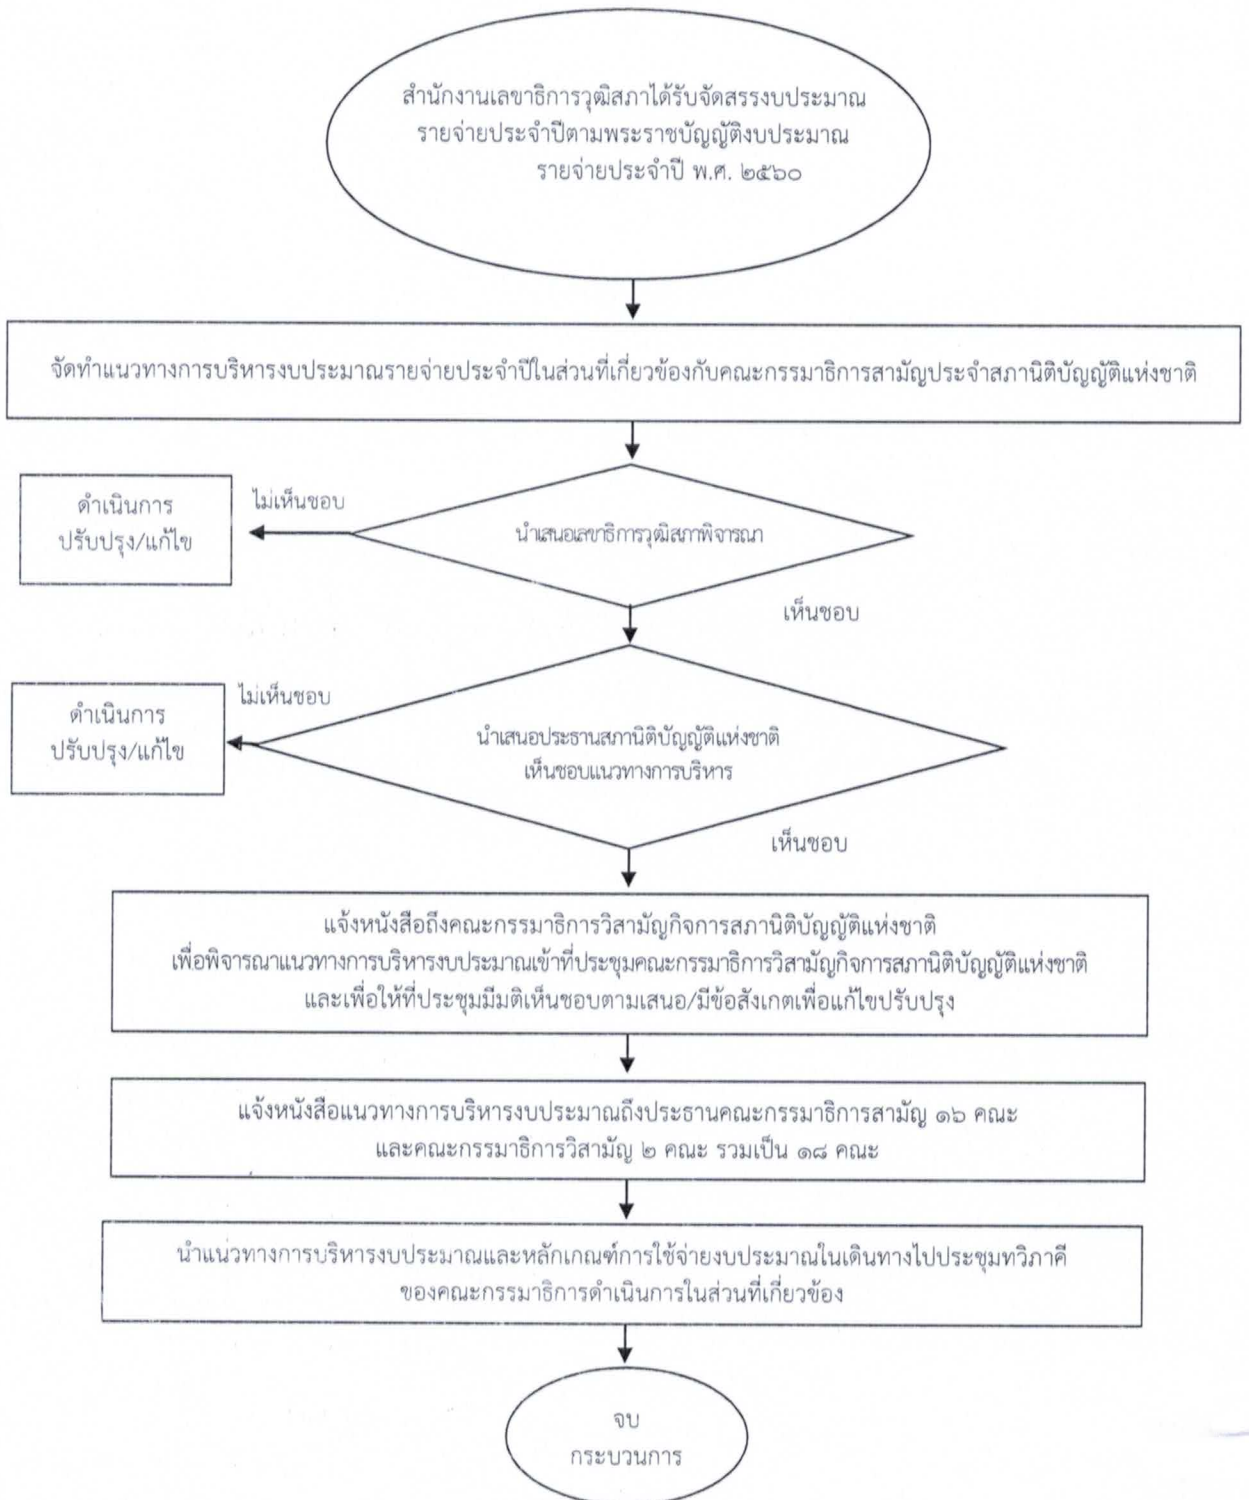 สำนักงานเลขาธิการวุฒิสภาได้รับจัดสรรงบประมาณ
รายจ่ายประจำปีตามพระราชบัญญัติงบประมาณ
รายจ่ายประจำปี พ.ศ. ๒๕๖๐
จัดทำแนวทางการบริหารงบประมาณรายจ่ายประจำปีในส่วนที่เกี่ยวข้องกับคณะกรรมาธิการสามัญประจำสภานิติบัญญัติแห่งชาติ
ดำเนินการ
ปรับปรุง/แก้ไข
ไม่เห็นชอบ
นำเสนอเลขาธิการวุฒิสภาพิจารณา
เห็นชอบ
ดำเนินการ
ปรับปรุง/แก้ไข
ไม่เห็นชอบ
นำเสนอประธานสภานิติบัญญัติแห่งชาติ
เห็นชอบแนวทางการบริหาร
เห็นชอบ
แจ้งหนังสือถึงคณะกรรมาธิการวิสามัญกิจการสภานิติบัญญัติแห่งชาติ
เพื่อพิจารณาแนวทางการบริหารงบประมาณเข้าที่ประชุมคณะกรรมาธิการวิสามัญกิจการสภานิติบัญญัติแห่งชาติ
และเพื่อให้ที่ประชุมมีมติเห็นชอบตามเสนอ/มีข้อสังเกตเพื่อแก้ไขปรับปรุง
แจ้งหนังสือแนวทางการบริหารงบประมาณถึงประธานคณะกรรมาธิการสามัญ ๑๖ คณะ
และคณะกรรมาธิการวิสามัญ ๒ คณะ รวมเป็น ๑๘ คณะ
นำแนวทางการบริหารงบประมาณและหลักเกณฑ์การใช้จ่ายงบประมาณในเดินทางไปประชุมทวิภาคี
ของคณะกรรมาธิการดำเนินการในส่วนที่เกี่ยวข้อง
จบ
กระบวนการ